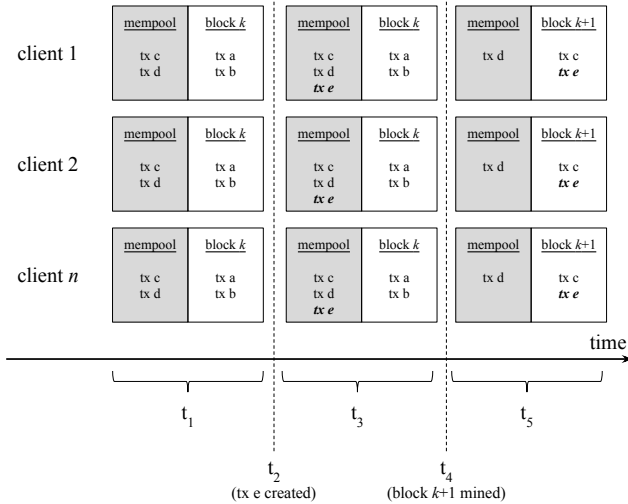 client 1
mempool
tx c
tx d
block k
tx a
tx b
mempool
tx c
tx d
tx e
block k
tx a
tx b
mempool
tx d
block k+1
tx c
tx e
client 2
mempool
tx c
tx d
block k
tx a
tx b
mempool
tx c
tx d
tx e
block k
tx a
tx b
mempool
tx d
block k+1
tx c
tx e
client n
mempool
tx c
tx d
block k
tx a
tx b
mempool
tx c
tx d
tx e
block k
tx a
tx b
mempool
tx d
block k+1
tx c
tx e
time
t1
t3
t5
t2
(tx e created)
t4
(block k+1 mined)